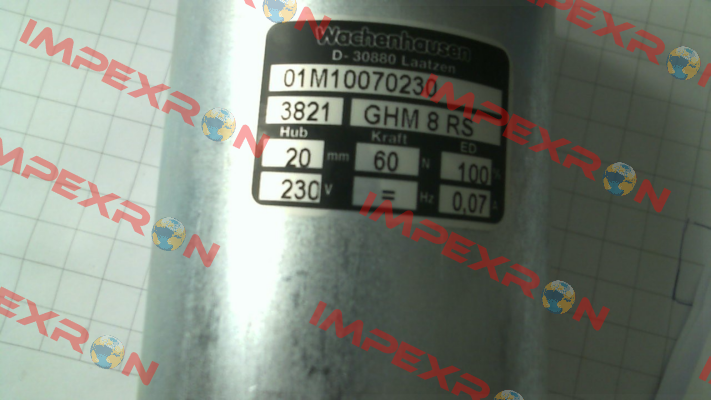 Wachenhausen
D- 30880 Laatzen
01M10070230
3821 GHM 8 RS
Hub Kraft ED
20 mm 60 N 100 %
230 V = Hz 0,07 A
IMPEXRON
IMPEXRON
IMPEXRON
IMPEXRON
IMPEXRON
IMPEXRON
IMPEXRON